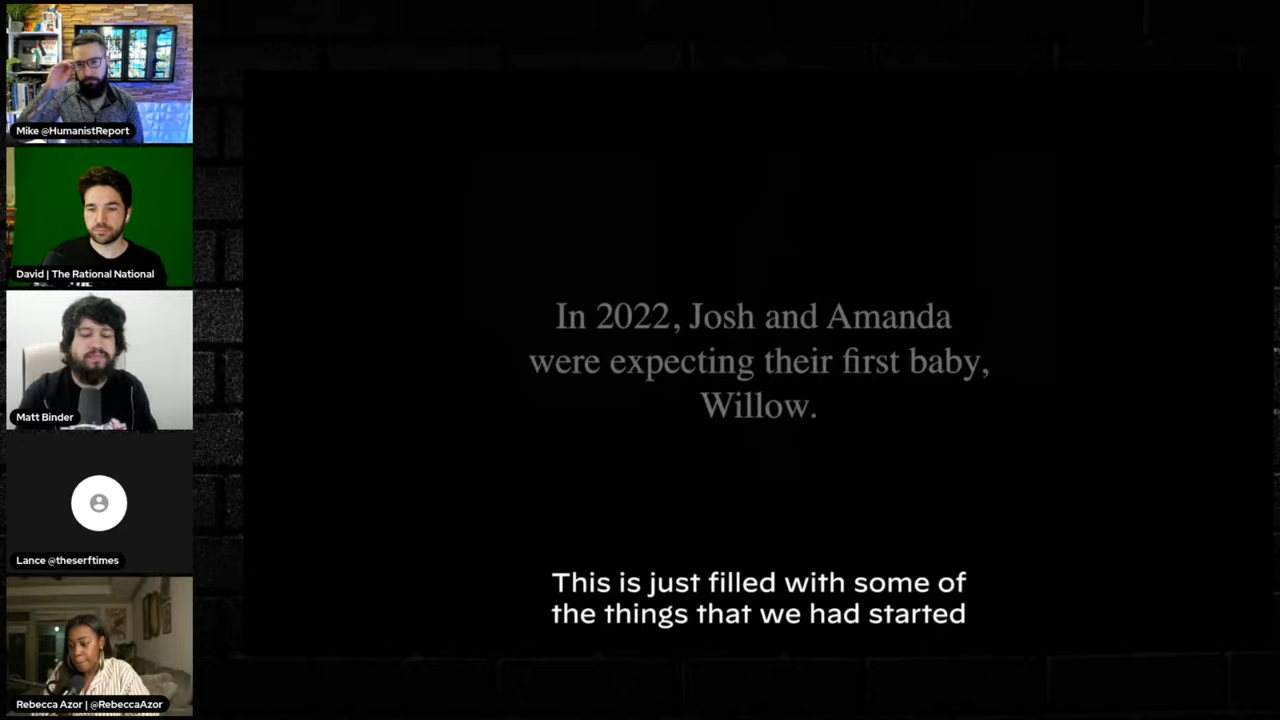 Mike @HumanistReport
David | The Rational National
Matt Binder
Lance @theserftimes
Rebecca Azor | @RebeccaAzor
In 2022, Josh and Amanda
were expecting their first baby,
Willow.
This is just filled with some of
the things that we had started